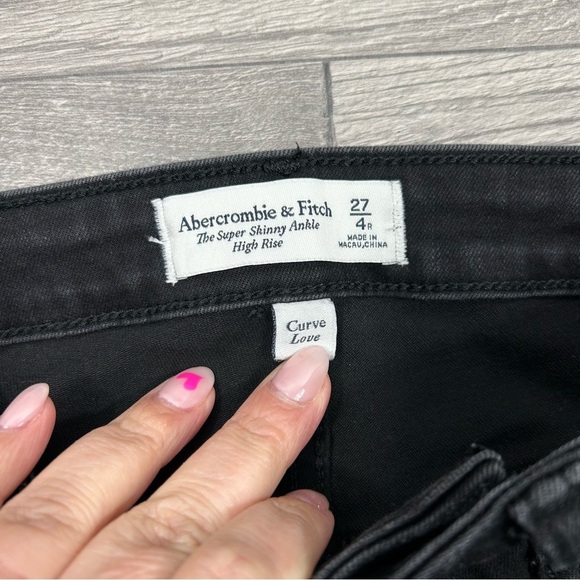 Abercrombie & Fitch
The Super Skinny Ankle
High Rise
27
4R
MADE IN
MACAU,CHINA
Curve
Love